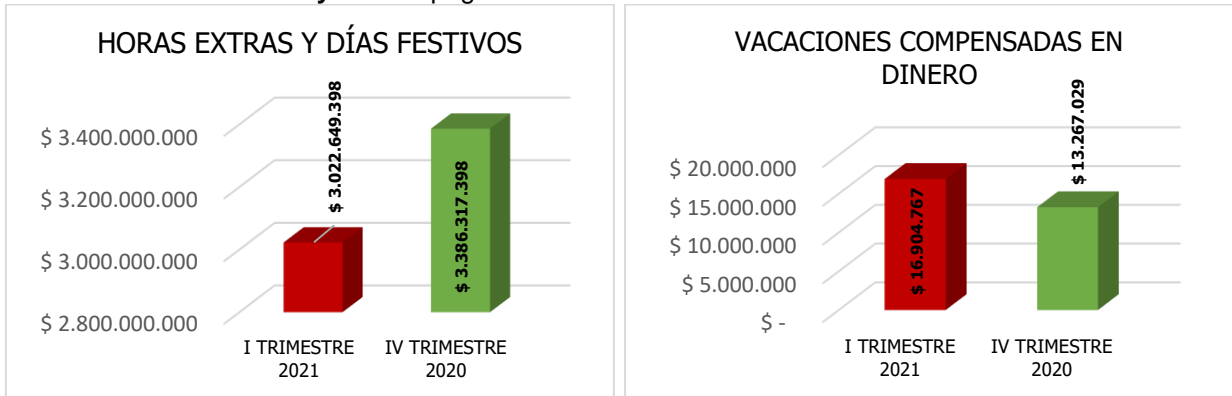 HORAS EXTRAS Y DÍAS FESTIVOS
$ 3.400.000.000
$ 3.200.000.000
$ 3.000.000.000
$ 2.800.000.000
$ 3.022.649.398
$ 3.386.317.398
I TRIMESTRE
2021
IV TRIMESTRE
2020
VACACIONES COMPENSADAS EN
DINERO
$ 20.000.000
$ 15.000.000
$ 10.000.000
$ 5.000.000
$ -
$ 16.904.767
$ 13.267.029
I TRIMESTRE
2021
IV TRIMESTRE
2020